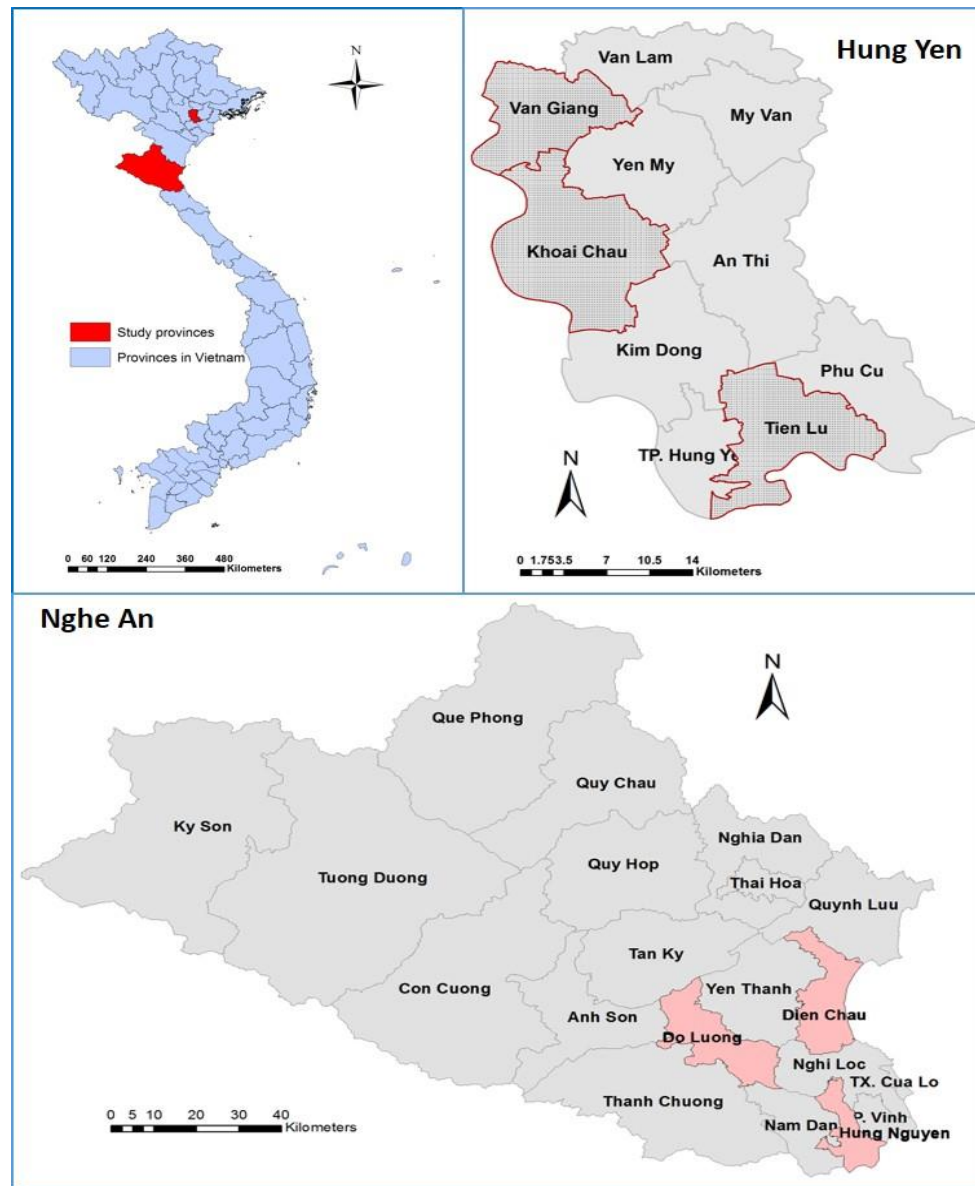 N
Study provinces
Provinces in Vietnam
0 60 120 240 360 480
Kilometers
Hung Yen
Van Lam
Van Giang
My Van
Yen My
Khoai Chau
An Thi
Kim Dong
Phu Cu
Tien Lu
TP. Hung Ye
N
0 1.753.5 7 10.5 14
Kilometers
Nghe An
N
Que Phong
Quy Chau
Ky Son
Nghia Dan
Tuong Duong
Quy Hop
Thai Hoa
Quynh Luu
Tan Ky
Con Cuong
Yen Thanh
Anh Son
Dien Chau
Do Luong
Nghi Loc
TX. Cua Lo
Thanh Chuong
P. Vinh
Nam Dan
Hung Nguyen
0 5 10 20 30 40
Kilometers